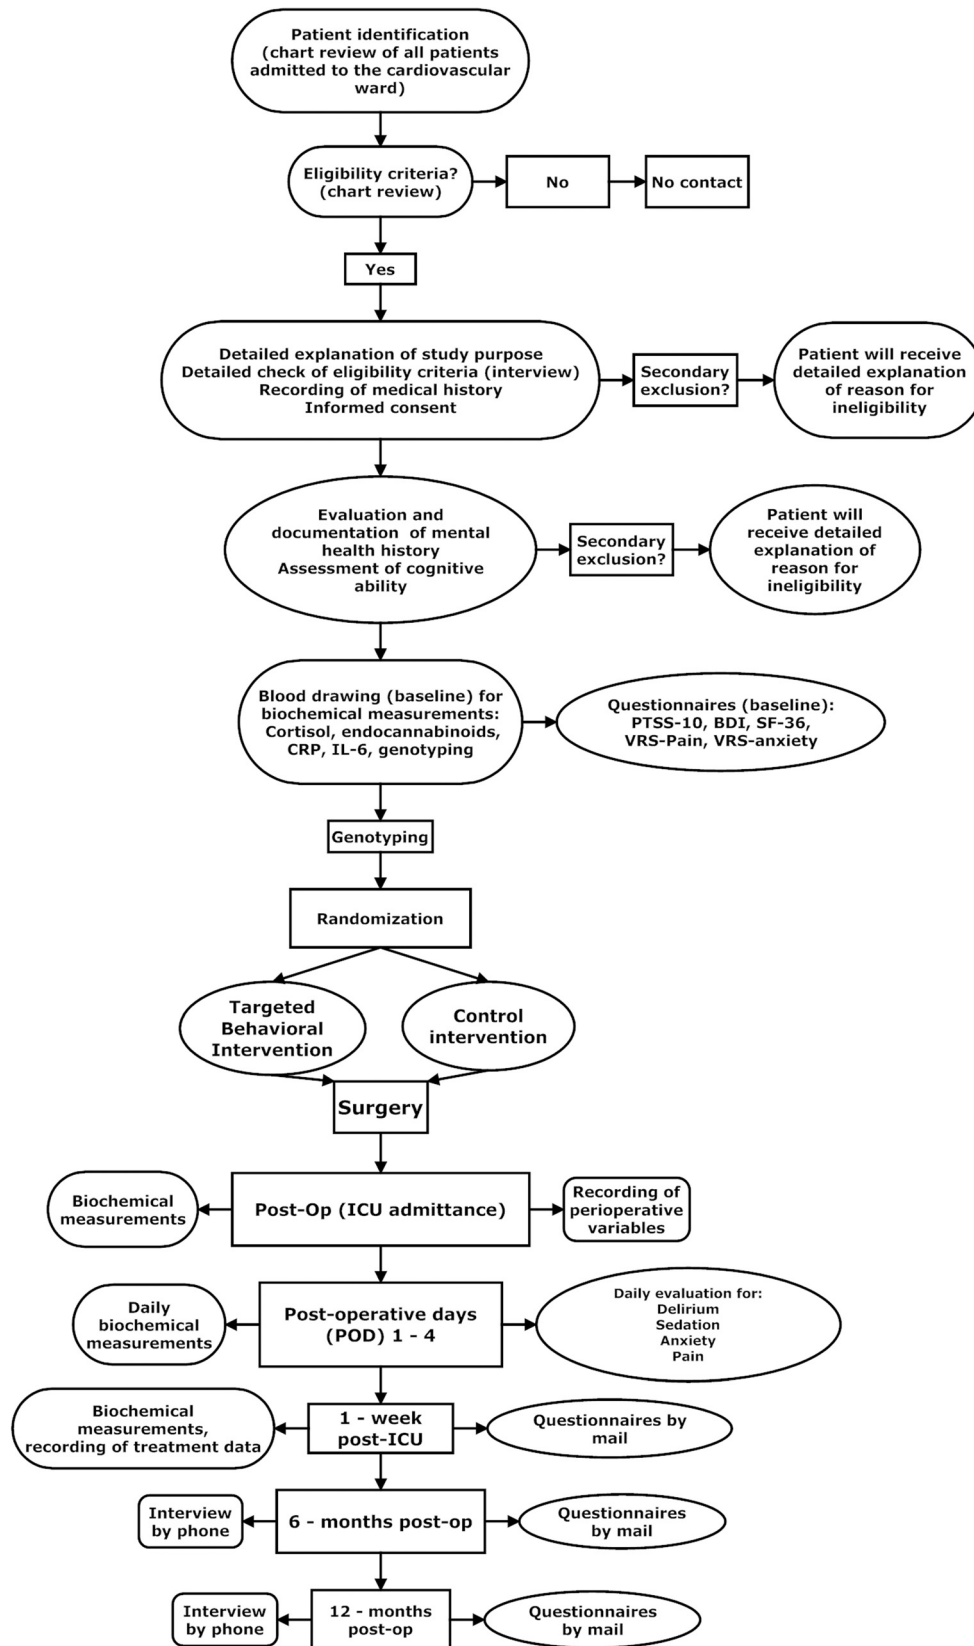 Patient identification
(chart review of all patients
admitted to the cardiovascular
ward)
Eligibility criteria?
(chart review)
No
No contact
Yes
Detailed explanation of study purpose
Detailed check of eligibility criteria (interview)
Recording of medical history
Informed consent
Secondary
exclusion?
Patient will receive
detailed explanation
of reason for
ineligibility
Evaluation and
documentation of mental
health history
Assessment of cognitive
ability
Secondary
exclusion?
Patient will
receive detailed
explanation of
reason for
ineligibility
Blood drawing (baseline) for
biochemical measurements:
Cortisol, endocannabinoids,
CRP, IL-6, genotyping
Questionnaires (baseline):
PTSS-10, BDI, SF-36,
VRS-Pain, VRS-anxiety
Genotyping
Randomization
Targeted
Behavioral
Intervention
Control
intervention
Surgery
Biochemical
measurements
Post-Op (ICU admittance)
Recording of
perioperative
variables
Daily
biochemical
measurements
Post-operative days
(POD) 1 - 4
Daily evaluation for:
Delirium
Sedation
Anxiety
Pain
Biochemical
measurements,
recording of treatment data
1 - week
post-ICU
Questionnaires by
mail
Interview
by phone
6 - months post-op
Questionnaires
by mail
Interview
by phone
12 - months
post-op
Questionnaires
by mail